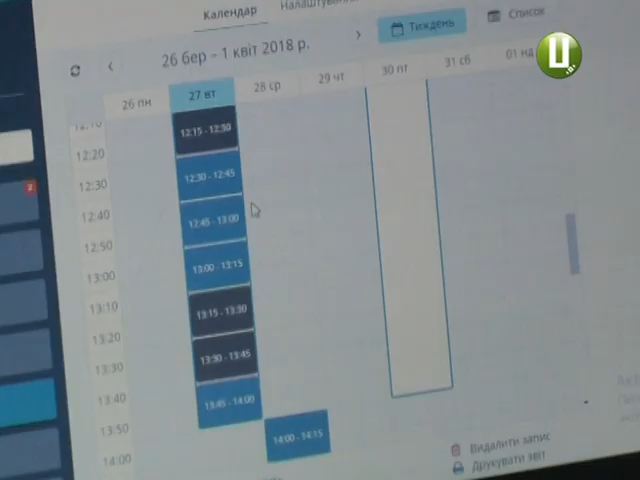 Календар
Тиждень
Список
26 бер – 1 квіт 2018 р.
26 пн
27 вт
28 ср
29 чт
30 пт
31 сб
01 нд
Ц
12:10
12:20
12:30
12:40
12:50
13:00
13:10
13:20
13:30
13:40
13:50
14:00
12:15 - 12:30
12:30 - 12:45
12:45 - 13:00
13:00 - 13:15
13:15 - 13:30
13:30 - 13:45
13:45 - 14:00
14:00 - 14:15
2
Видалити запис
Друкувати звіт